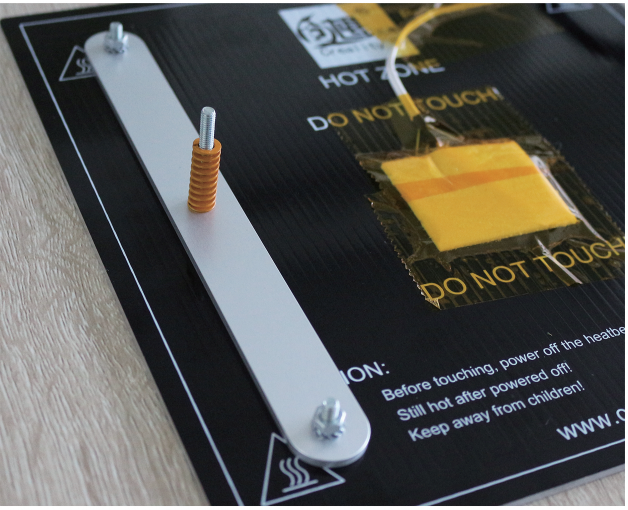 HOT ZONE
DO NOT TOUCH!
DO NOT TOUCH
ION:
Before touching, power off the heatbe
Still hot after powered off!
Keep away from children!
www.c